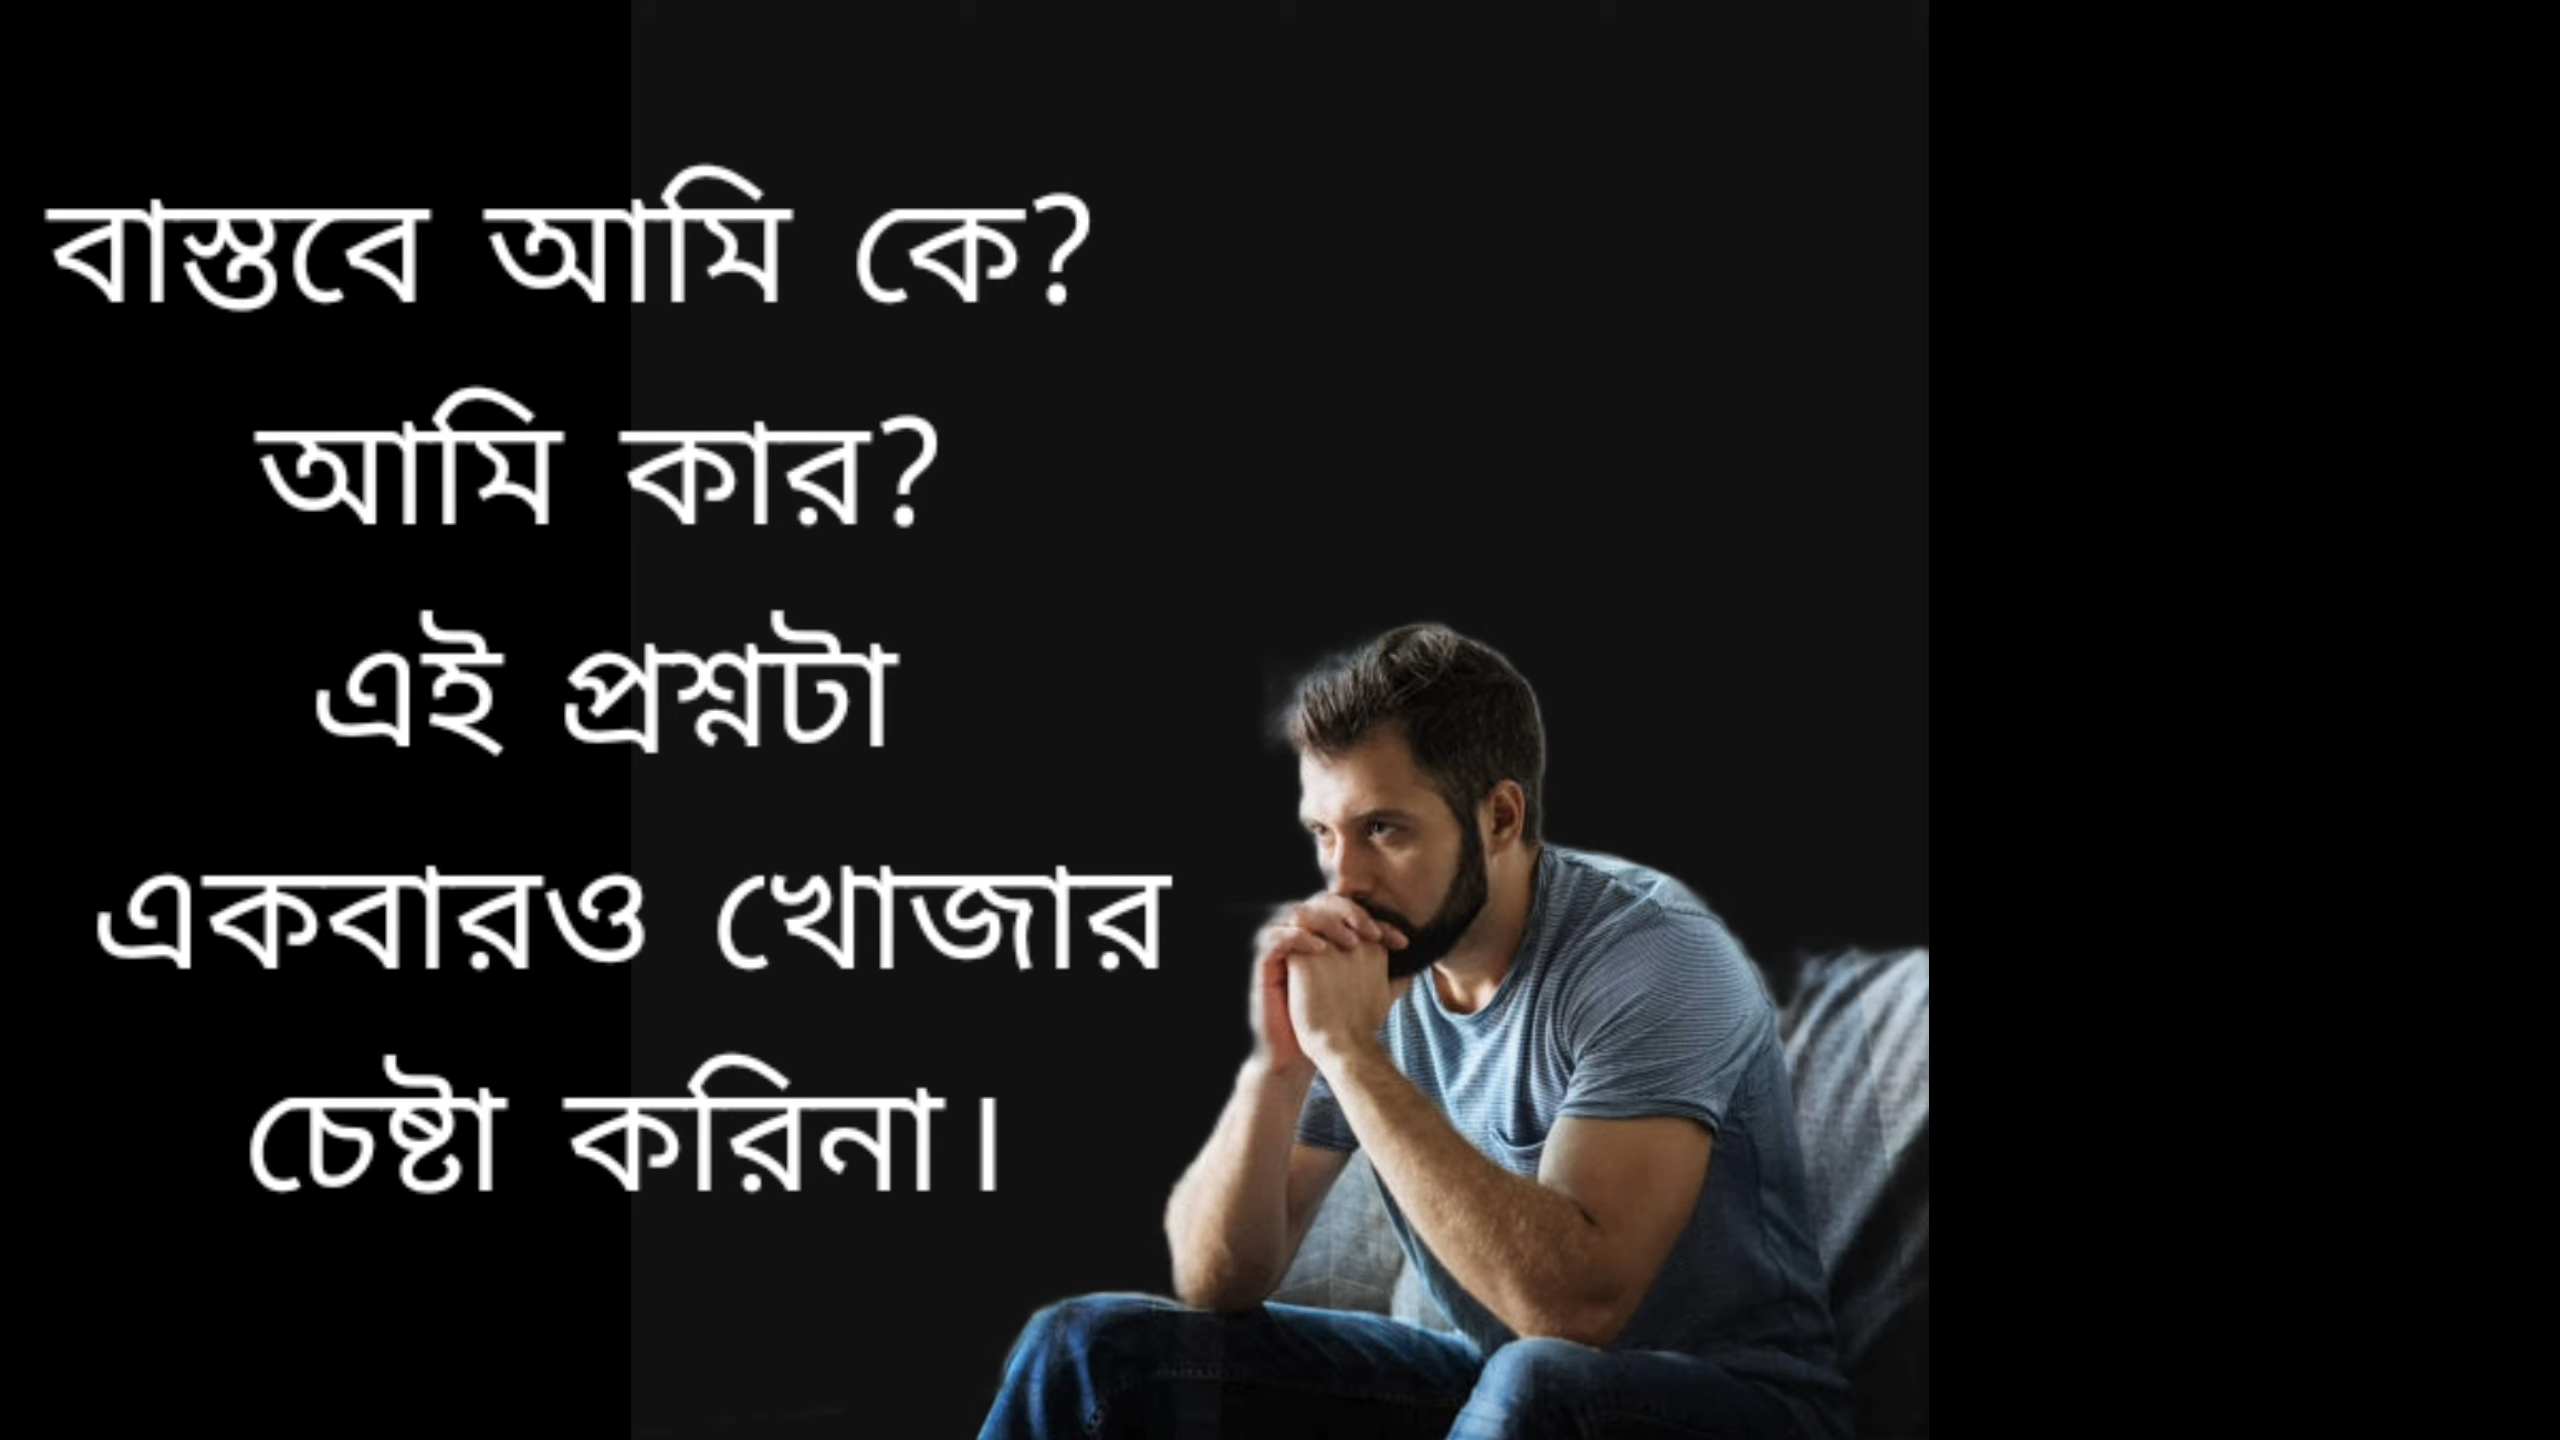 বাস্তবে আমি কে?
আমি কার?
এই প্রশ্নটা
একবারও খোজার
চেষ্টা করিনা।